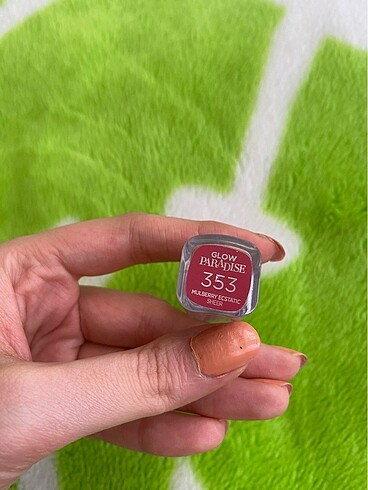 GLOW
PARADISE
353
MULBERRY ECSTATIC
SHEER